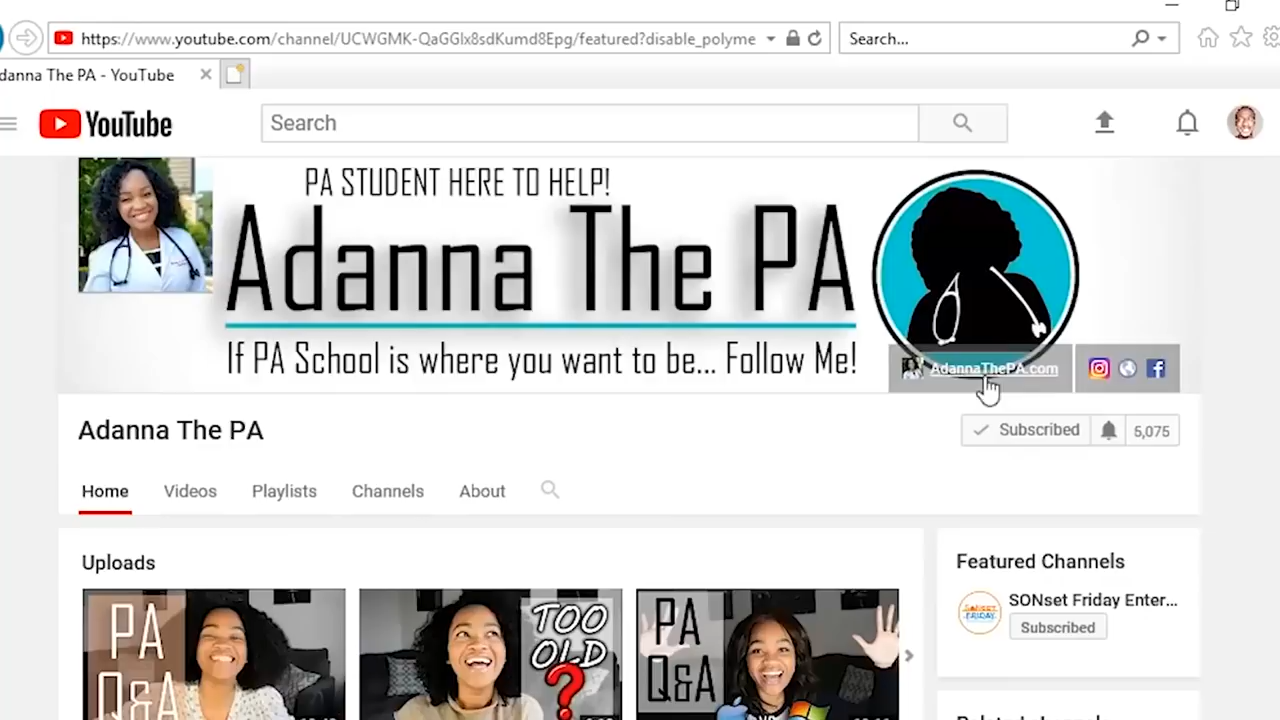 https://www.youtube.com/channel/UCWGMK-QaGGlx8sdKumd8Epg/featured?disable_polyme
Search...
danna The PA - YouTube
YouTube
Search
PA STUDENT HERE TO HELP!
Adanna The PA
If PA School is where you want to be... Follow Me!
AdannaThePA.com
Adanna The PA
Subscribed
5,075
Home
Videos
Playlists
Channels
About
Uploads
Featured Channels
SONset Friday Enter...
Subscribed
PA
Q&A
TOO
OLD
?
PA
Q&A